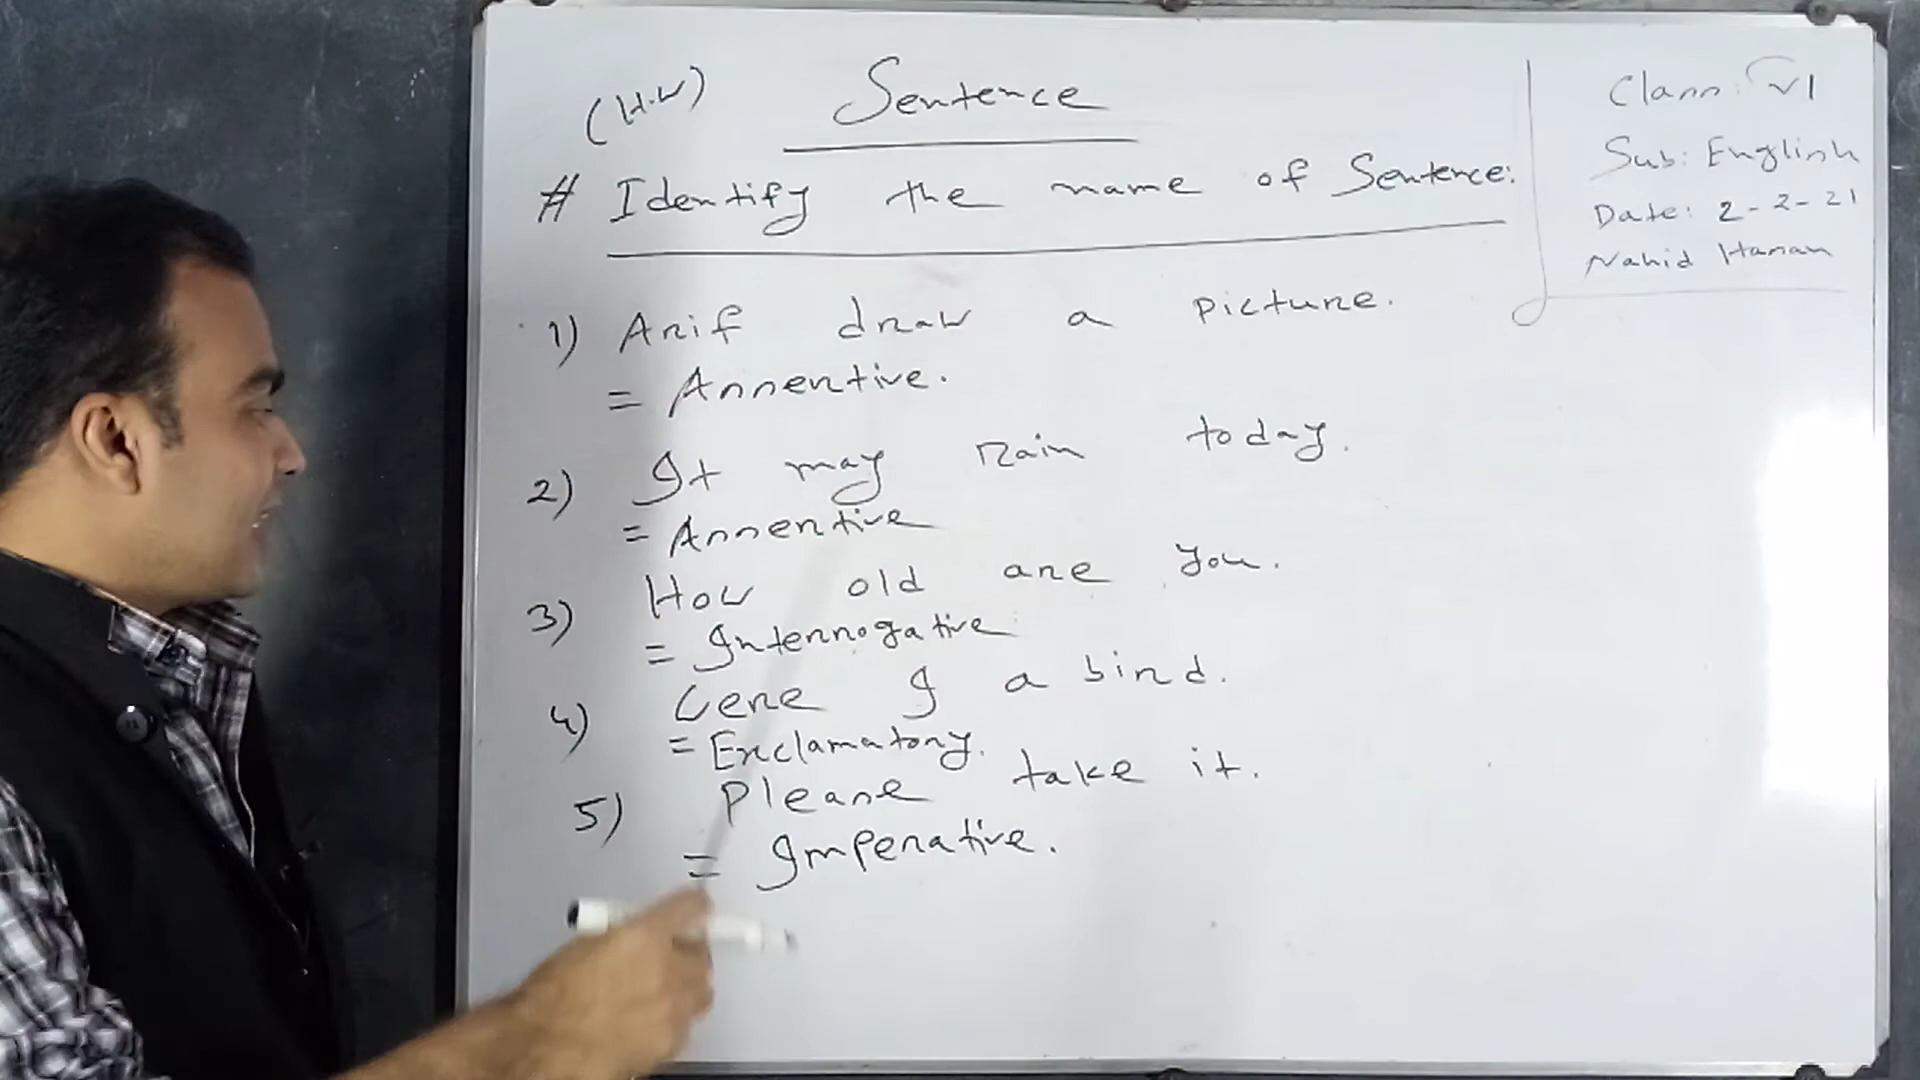 (H.W) Sentence
# Identify the name of Sentence:
1) Arif draw a picture.
= Assertive.
2) It may rain today.
= Assertive
3) How old are you.
= Interrogative
4) Were I a bird.
= Exclamatory.
5) Please take it.
= Imperative.
Class: VI
Sub: English
Date: 2-2-21
Nahid Hasan